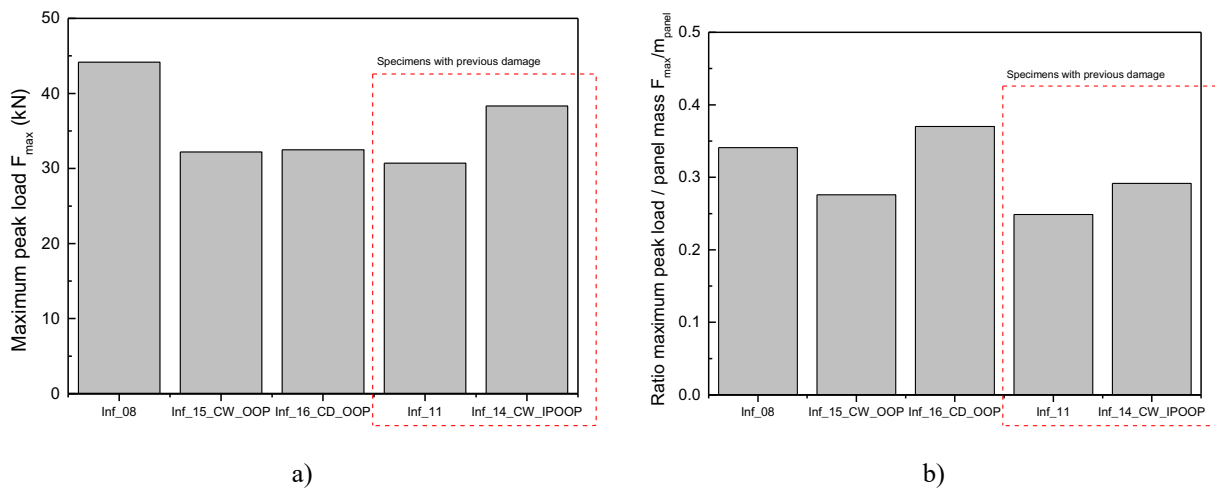 Maximum peak load F_max (kN)
50
40
30
20
10
0
Specimens with previous damage
Inf_08 Inf_15_CW_OOP Inf_16_CD_OOP Inf_11 Inf_14_CW_IPOOP
a)
Ratio maximum peak load / panel mass F_max/m_panel
0.5
0.4
0.3
0.2
0.1
0.0
Specimens with previous damage
Inf_08 Inf_15_CW_OOP Inf_16_CD_OOP Inf_11 Inf_14_CW_IPOOP
b)